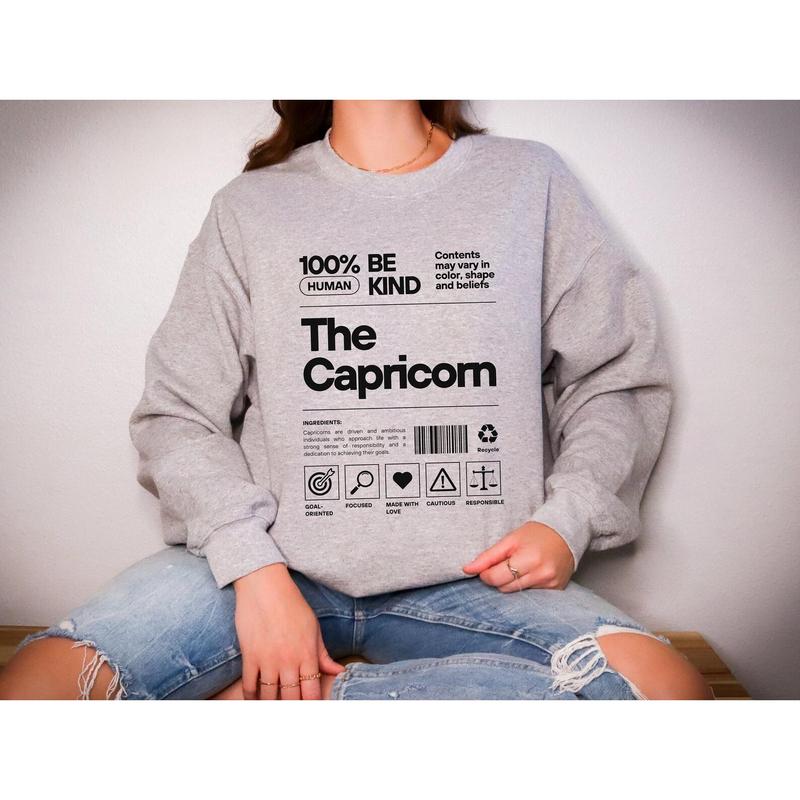 100% BE
HUMAN KIND
Contents
may vary in
color, shape
and beliefs
The
Capricorn
INGREDIENTS:
Capricorns are driven and ambitious
individuals who approach life with a
strong sense of responsibility and a
dedication to achieving their goals.
Recycle
GOAL-
ORIENTED
FOCUSED
MADE WITH
LOVE
CAUTIOUS
RESPONSIBLE